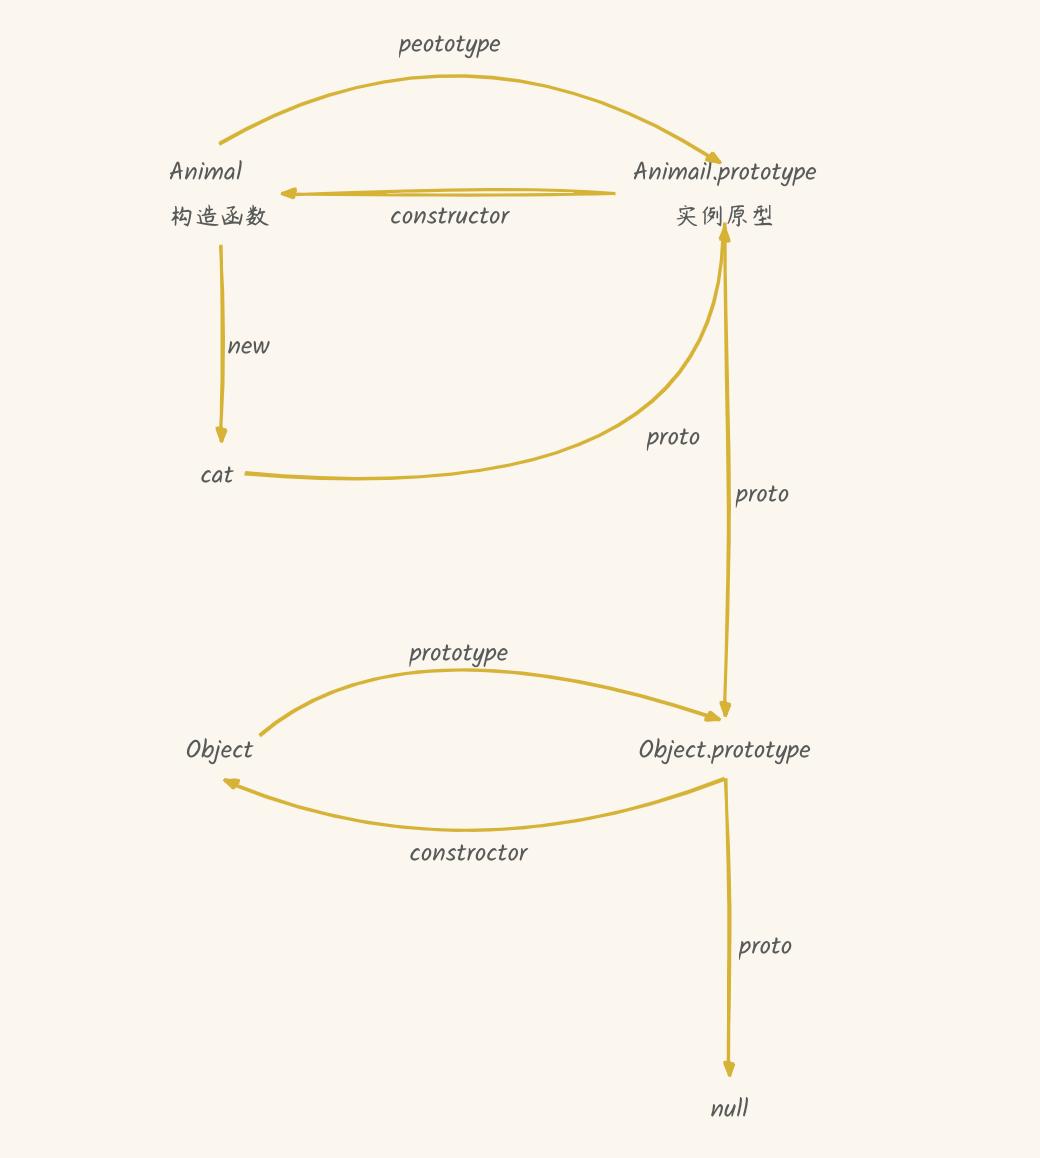 peototype
Animal
Animail.prototype
构造函数
constructor
实例原型
new
proto
cat
proto
prototype
Object
Object.prototype
constroctor
proto
null